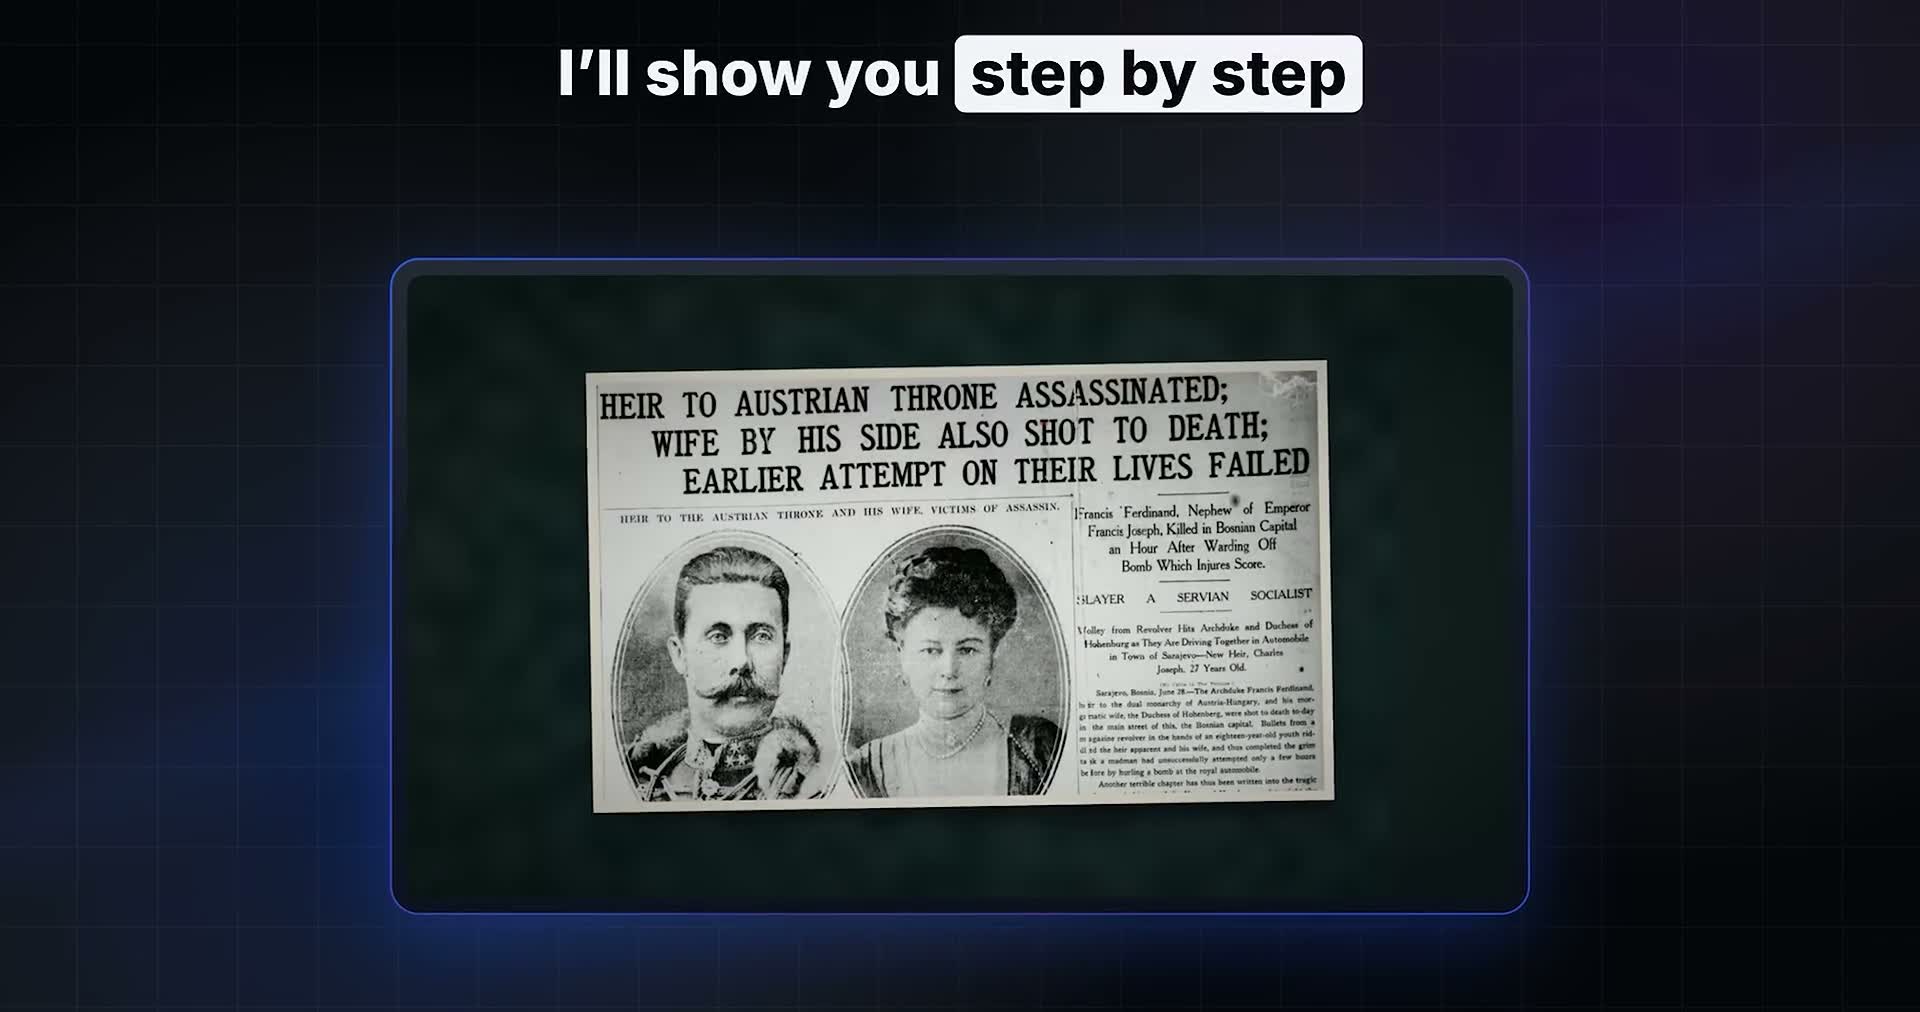 I’ll show you step by step
HEIR TO AUSTRIAN THRONE ASSASSINATED;
WIFE BY HIS SIDE ALSO SHOT TO DEATH;
EARLIER ATTEMPT ON THEIR LIVES FAILED
HEIR TO THE AUSTRIAN THRONE AND HIS WIFE, VICTIMS OF ASSASSIN.
Francis Ferdinand, Nephew of Emperor
Francis Joseph, Killed in Bosnian Capital
an Hour After Warding Off
Bomb Which Injures Score.
SLAYER A SERVIAN SOCIALIST
Volley from Revolver Hits Archduke and Duchess of
Hohenburg as They Are Driving Together in Automobile
in Town of Sarajevo—New Heir, Charles
Joseph, 27 Years Old.
Sarajevo, Bosnia, June 28.—The Archduke Francis Ferdinand,
heir to the dual monarchy of Austria-Hungary, and his mor-
ganatic wife, the Duchess of Hohenberg, were shot to death to-day
in the main street of this, the Bosnian capital. Bullets from a
magazine revolver in the hands of an eighteen-year-old youth rid-
dled the heir apparent and his wife, and thus completed the grim
task a madman had unsuccessfully attempted only a few hours
before by hurling a bomb at the royal automobile.
Another terrible chapter has thus been written into the tragic